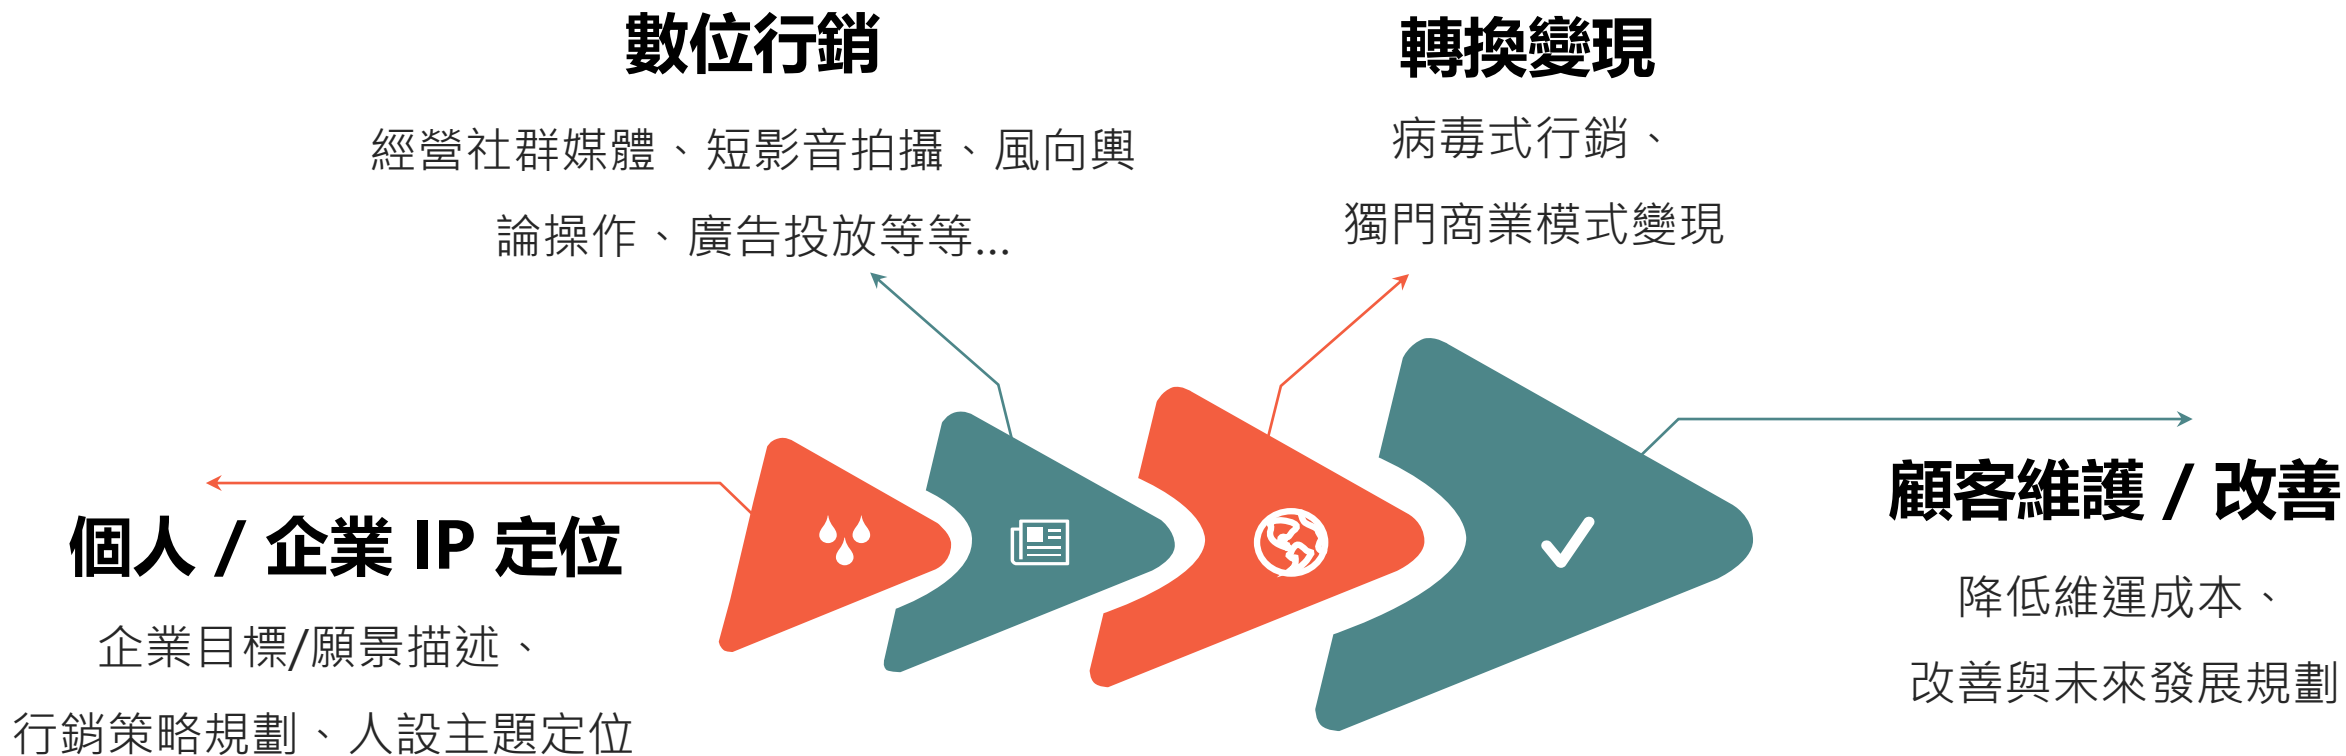 數位行銷
經營社群媒體、短影音拍攝、風向輿
論操作、廣告投放等等...
轉換變現
病毒式行銷、
獨門商業模式變現
個人 / 企業 IP 定位
企業目標/願景描述、
行銷策略規劃、人設主題定位
顧客維護 / 改善
降低維運成本、
改善與未來發展規劃